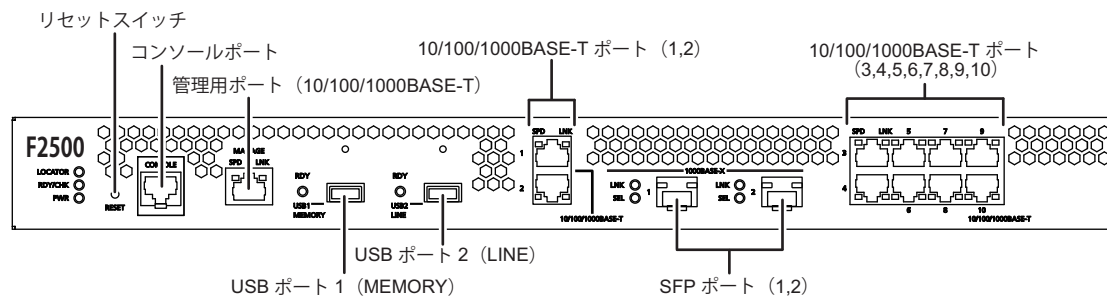 リセットスイッチ
コンソールポート
管理用ポート（10/100/1000BASE-T）
10/100/1000BASE-T ポート（1,2）
10/100/1000BASE-T ポート
（3,4,5,6,7,8,9,10）
F2500
LOCATOR
RDY/CHK
PWR
RESET
CONSOLE
MANAGE
SPD LNK
RDY
USB1
MEMORY
RDY
USB2
LINE
SPD LNK
1
2
10/100/1000BASE-T
1000BASE-X
LNK
SEL
1
LNK
SEL
2
SPD LNK 5 7 9
3
4
6 8 10
10/100/1000BASE-T
USB ポート 2（LINE）
USB ポート 1（MEMORY）
SFP ポート（1,2）